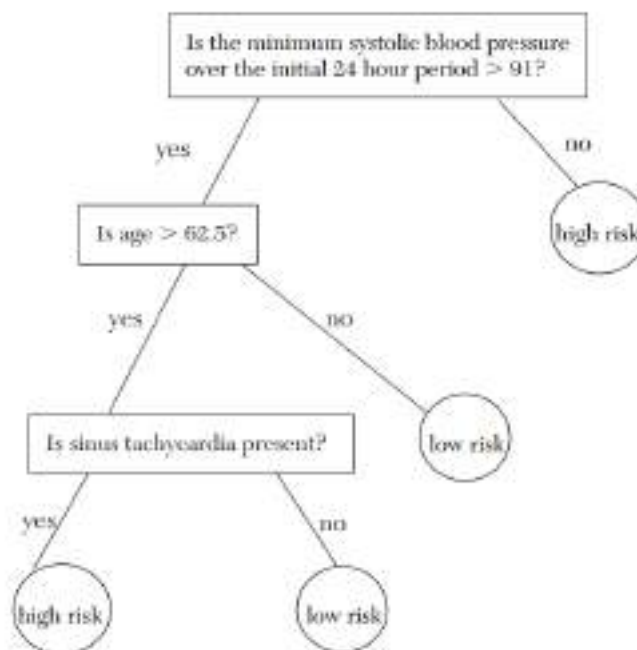 Is the minimum systolic blood pressure
over the initial 24 hour period > 91?
yes
no
Is age > 62.5?
high risk
yes
no
Is sinus tachycardia present?
low risk
yes
no
high risk
low risk